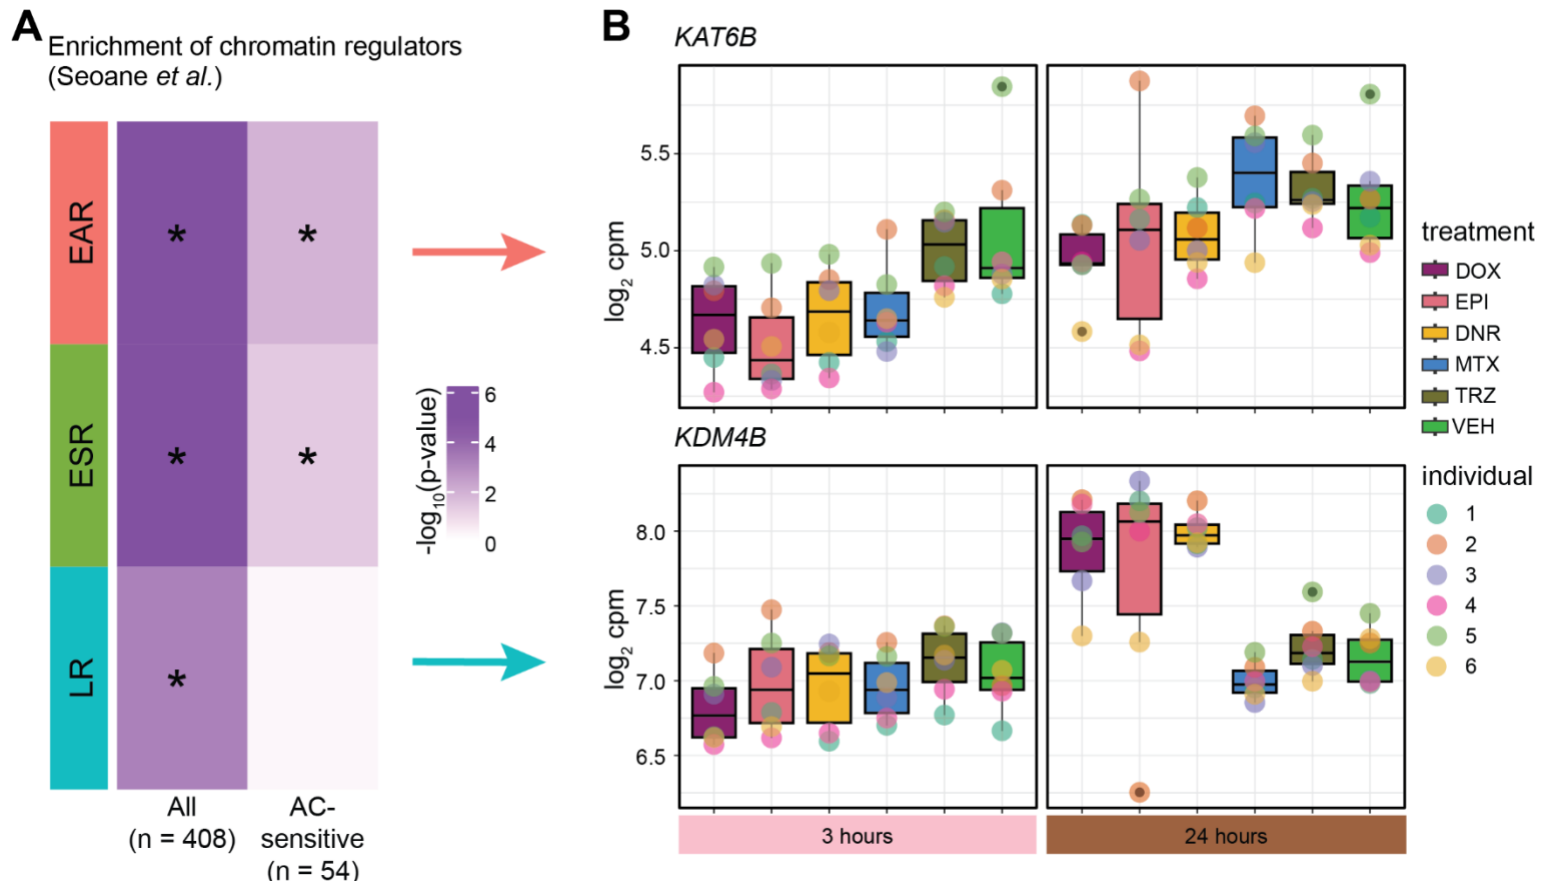 A
Enrichment of chromatin regulators
(Seoane et al.)
EAR
ESR
LR
*
*
*
*
*
All
(n = 408)
AC-
sensitive
(n = 54)
-log10(p-value)
6
4
2
0
B
KAT6B
log2 cpm
5.5
5.0
4.5
KDM4B
log2 cpm
8.0
7.5
7.0
6.5
3 hours
24 hours
treatment
DOX
EPI
DNR
MTX
TRZ
VEH
individual
1
2
3
4
5
6